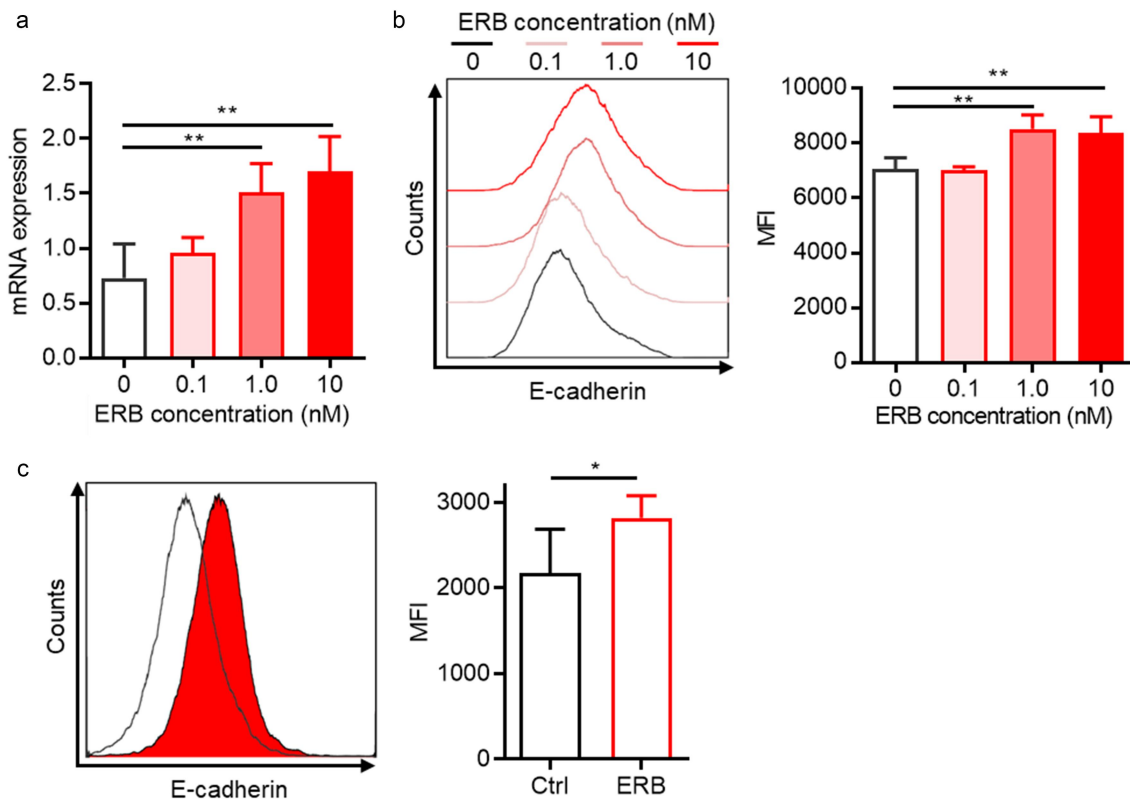 a
mRNA expression
2.5
2.0
1.5
1.0
0.5
0.0
**
**
0 0.1 1.0 10
ERB concentration (nM)
b
ERB concentration (nM)
0 0.1 1.0 10
Counts
E-cadherin
MFI
10000
8000
6000
4000
2000
0
**
**
0 0.1 1.0 10
ERB concentration (nM)
c
Counts
E-cadherin
MFI
3000
2000
1000
0
*
Ctrl ERB